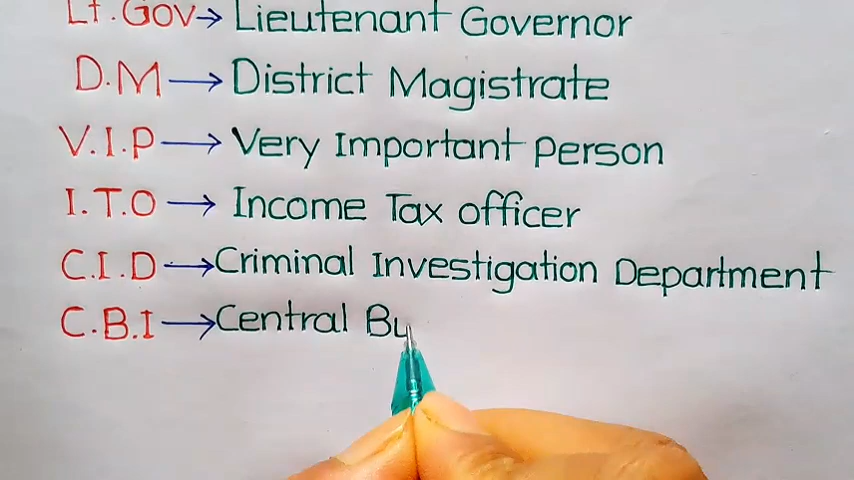 Lt.Gov→ Lieutenant Governor
D.M→ District Magistrate
V.I.P→ Very Important Person
I.T.O→ Income Tax officer
C.I.D→Criminal Investigation Department
C.B.I→Central Bu